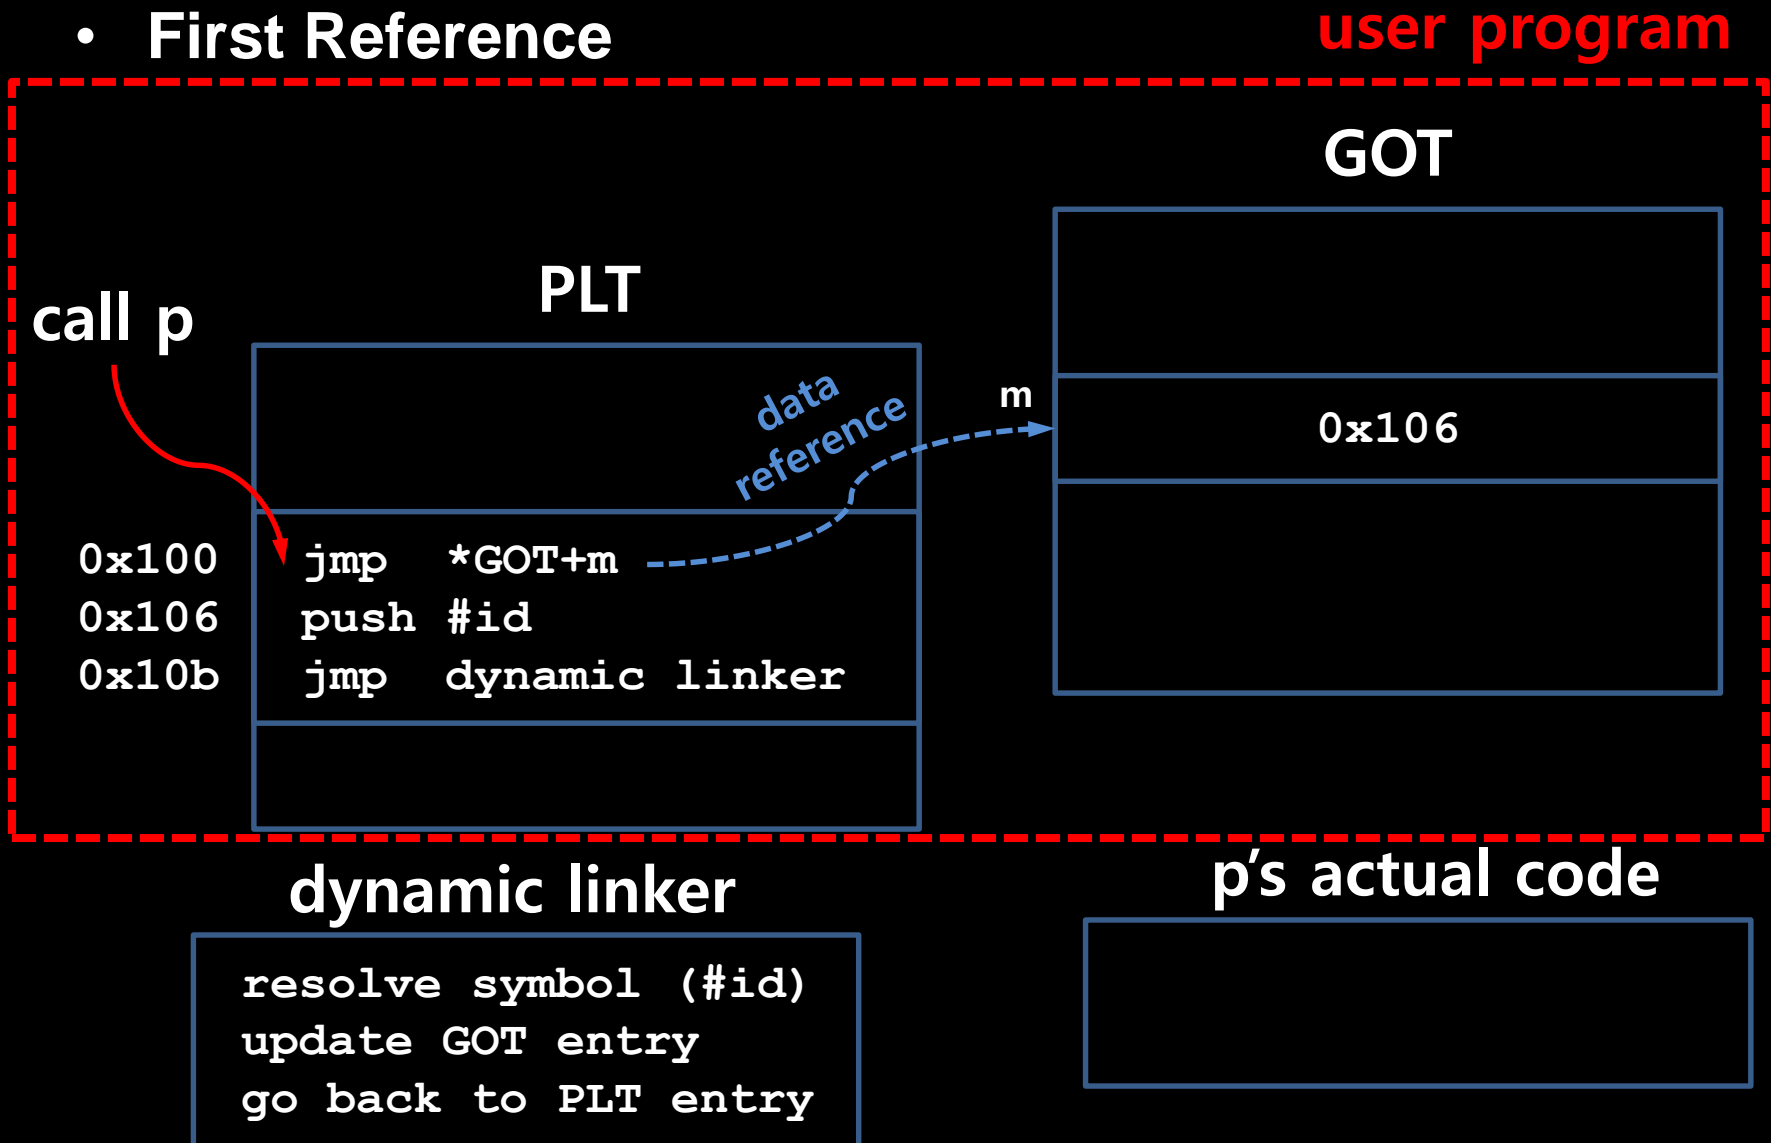 • First Reference
user program
GOT
PLT
call p
data
reference
m
0x106
0x100 jmp *GOT+m
0x106 push #id
0x10b jmp dynamic linker
dynamic linker
p’s actual code
resolve symbol (#id)
update GOT entry
go back to PLT entry